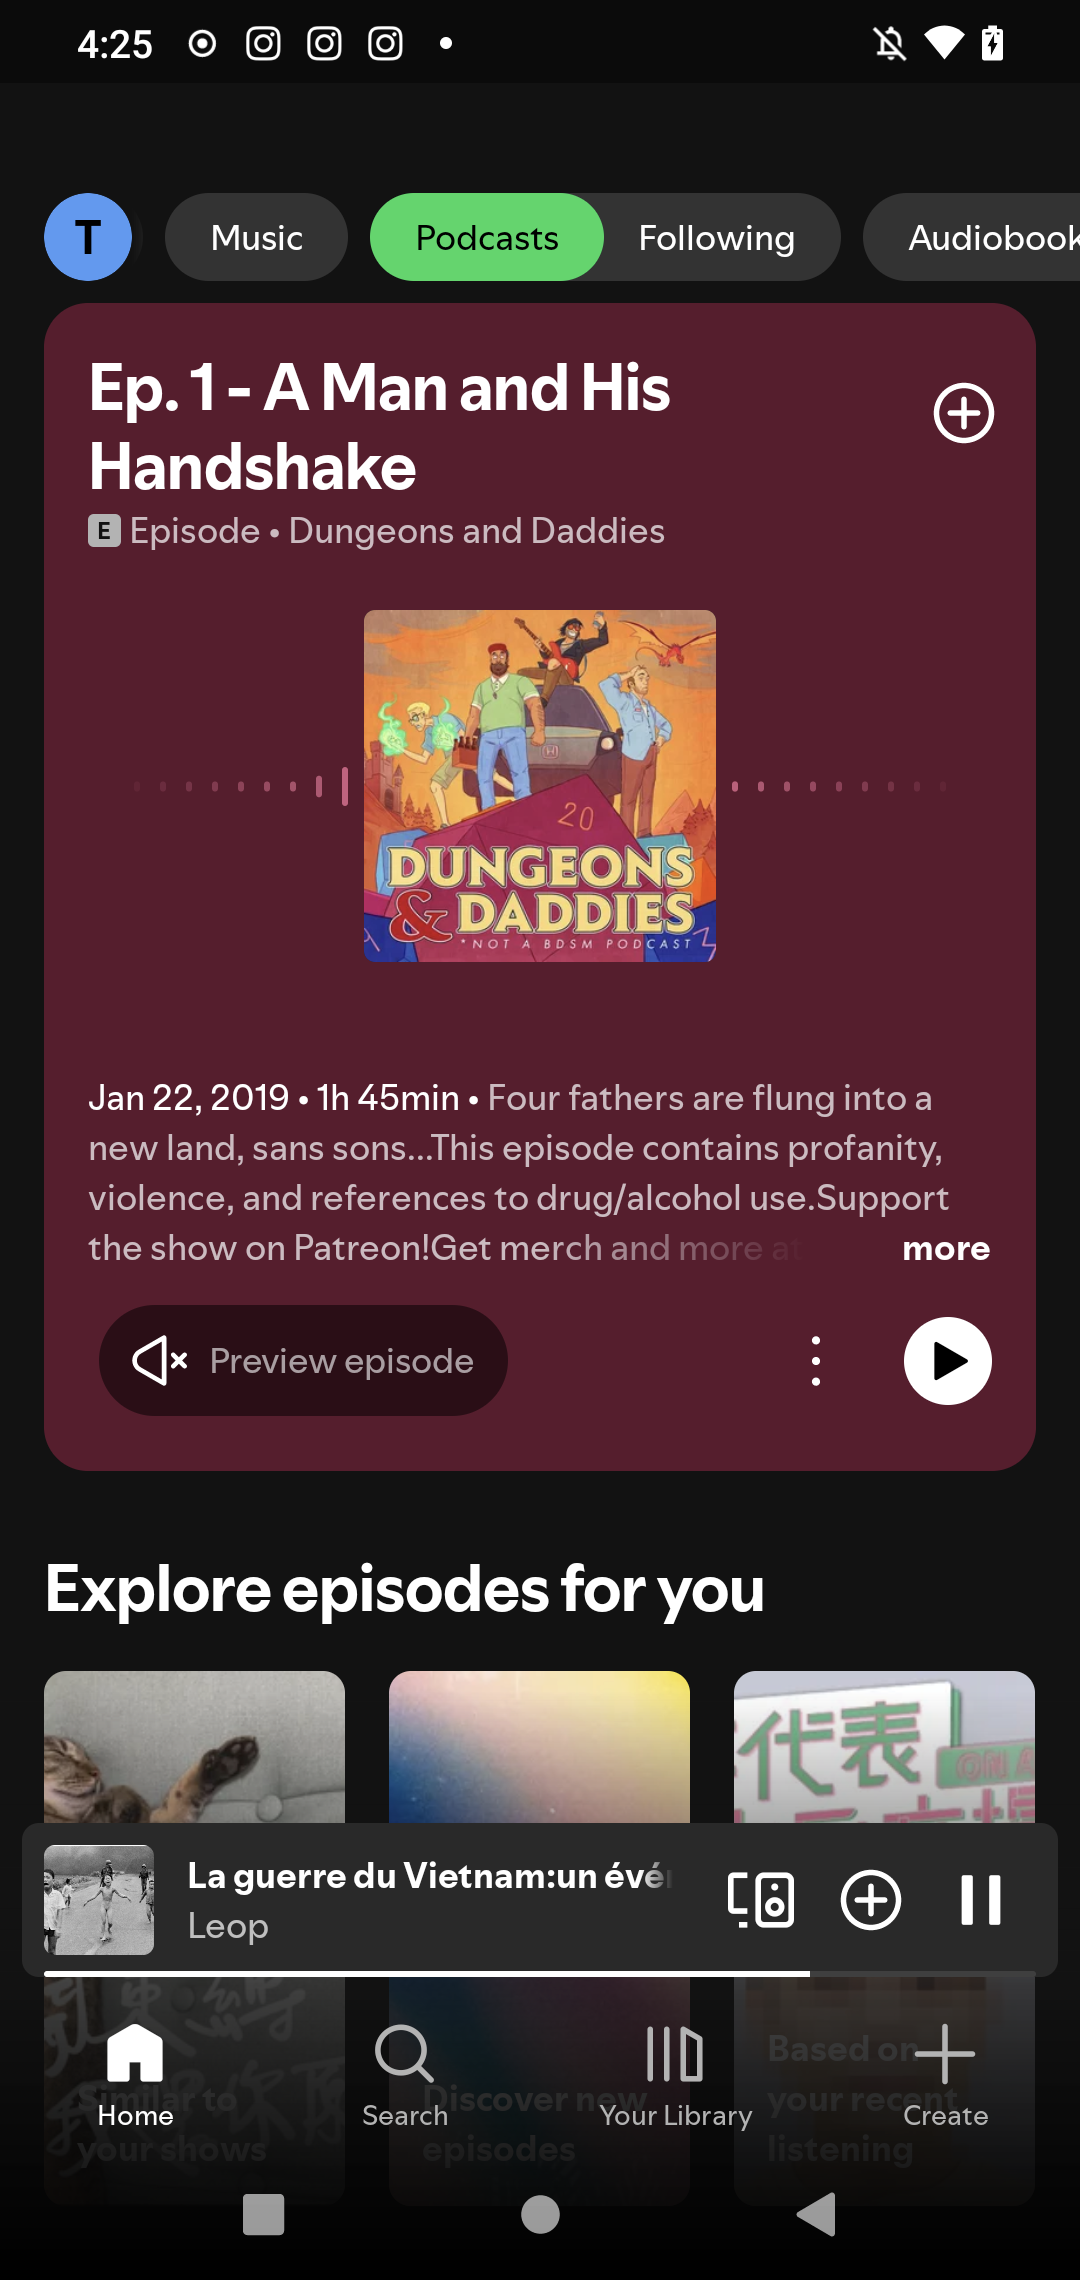 4:25
T
Music
Podcasts
Following
Audiobook
Ep. 1 - A Man and His
Handshake
E Episode • Dungeons and Daddies
20
DUNGEONS
& DADDIES
*NOT A BDSM PODCAST
Jan 22, 2019 • 1h 45min • Four fathers are flung into a
new land, sans sons...This episode contains profanity,
violence, and references to drug/alcohol use.Support
the show on Patreon!Get merch and more at
more
Preview episode
Explore episodes for you
代表
ON A
La guerre du Vietnam:un évé
Leop
Similar to
your shows
Discover new
episodes
Based on
your recent
listening
Home
Search
Your Library
Create